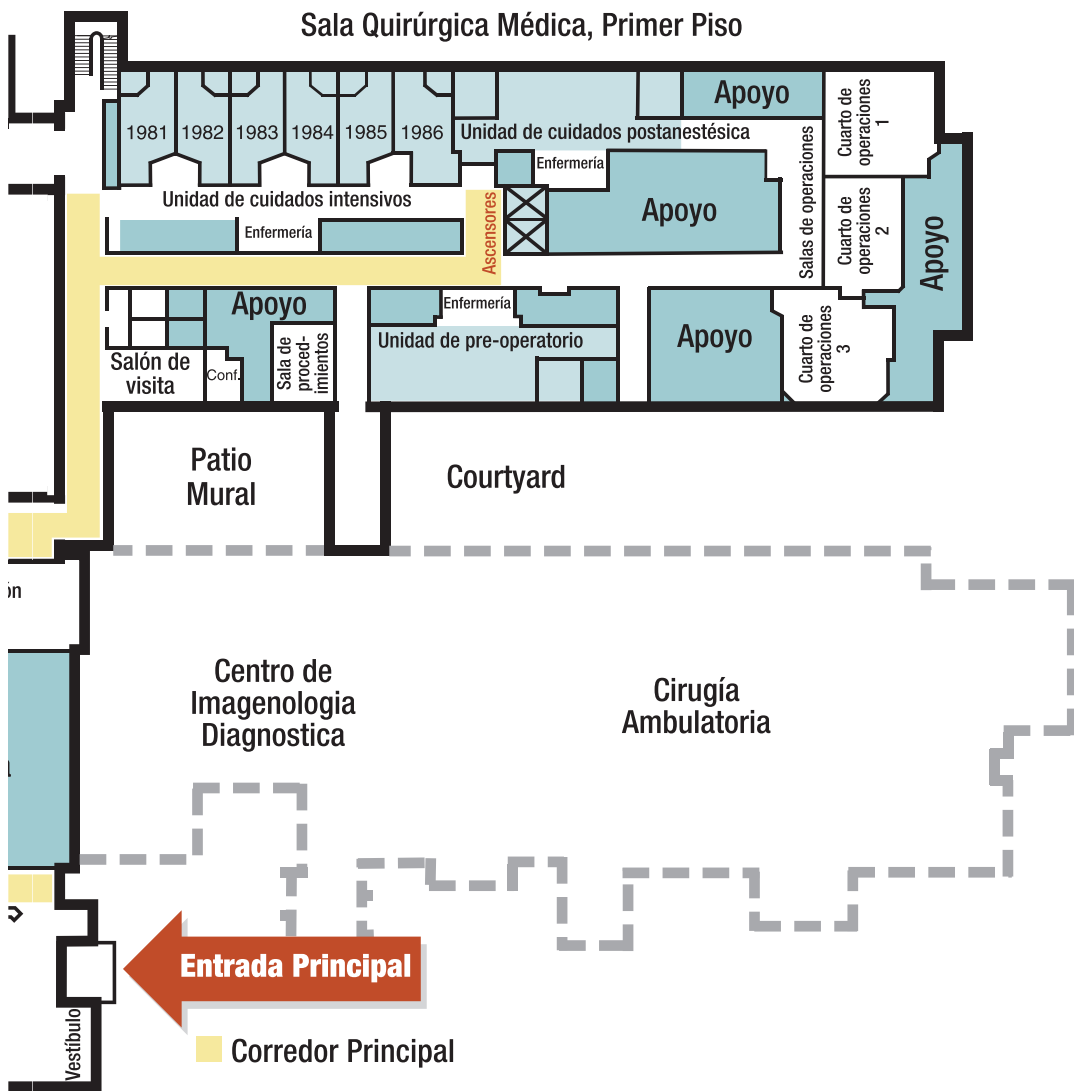 Sala Quirúrgica Médica, Primer Piso
1981
1982
1983
1984
1985
1986
Unidad de cuidados postanestésica
Apoyo
Cuarto de
operaciones
1
Enfermería
Unidad de cuidados intensivos
Enfermería
Ascensores
Apoyo
Salas de operaciones
Cuarto de
operaciones
2
Apoyo
Apoyo
Salón de
visita
Conf.
Sala de
proced-
imientos
Enfermería
Unidad de pre-operatorio
Apoyo
Cuarto de
operaciones
3
Patio
Mural
Courtyard
ón
Centro de
Imagenologia
Diagnostica
Cirugía
Ambulatoria
Entrada Principal
Vestíbulo
Corredor Principal